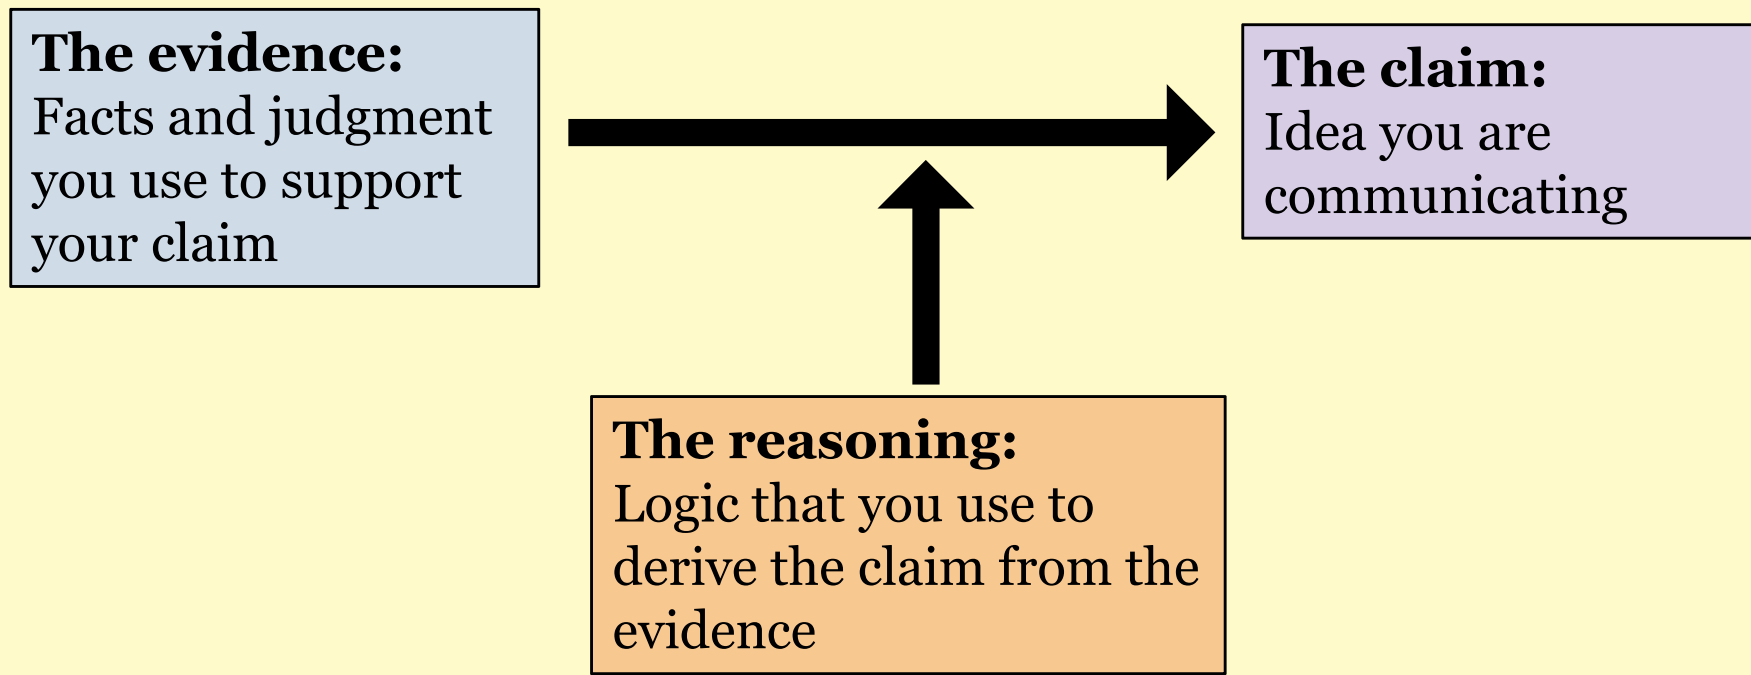 The evidence:
Facts and judgment
you use to support
your claim
The claim:
Idea you are
communicating
The reasoning:
Logic that you use to
derive the claim from the
evidence